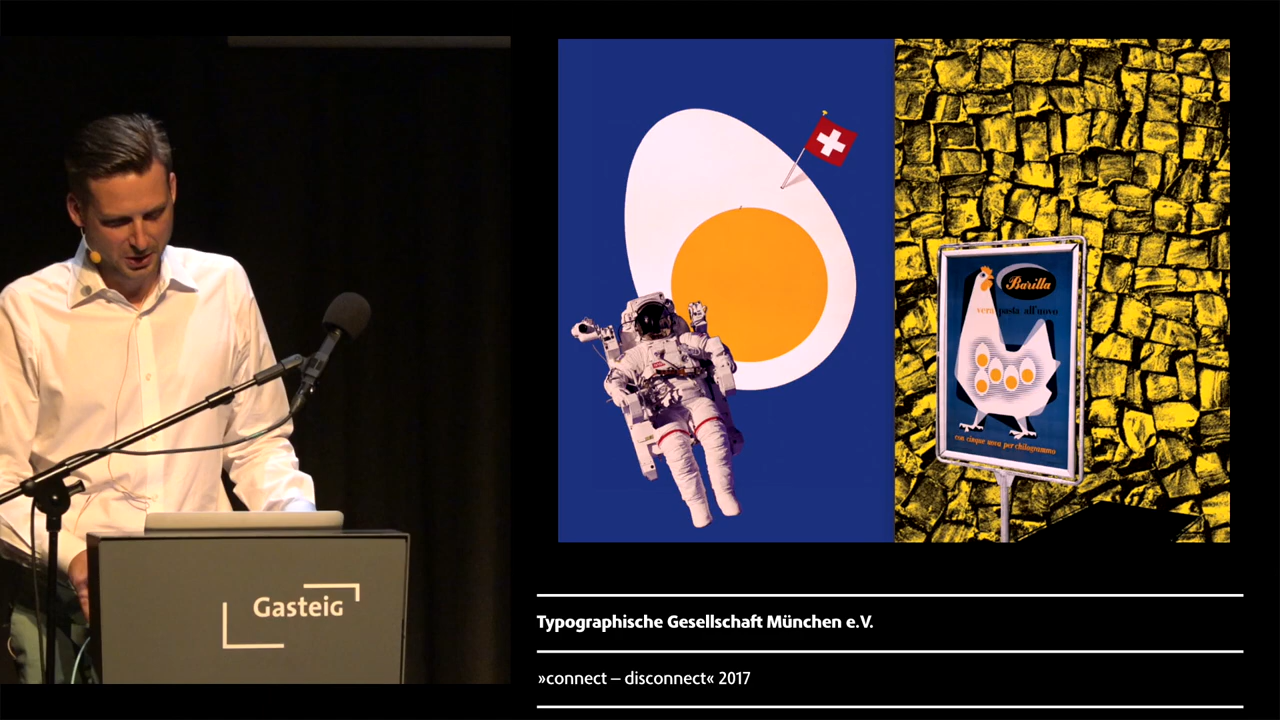 Gasteig
Barilla
vera pasta all'uovo
con cinque uova per chilogrammo
Typographische Gesellschaft München e.V.
»connect – disconnect« 2017